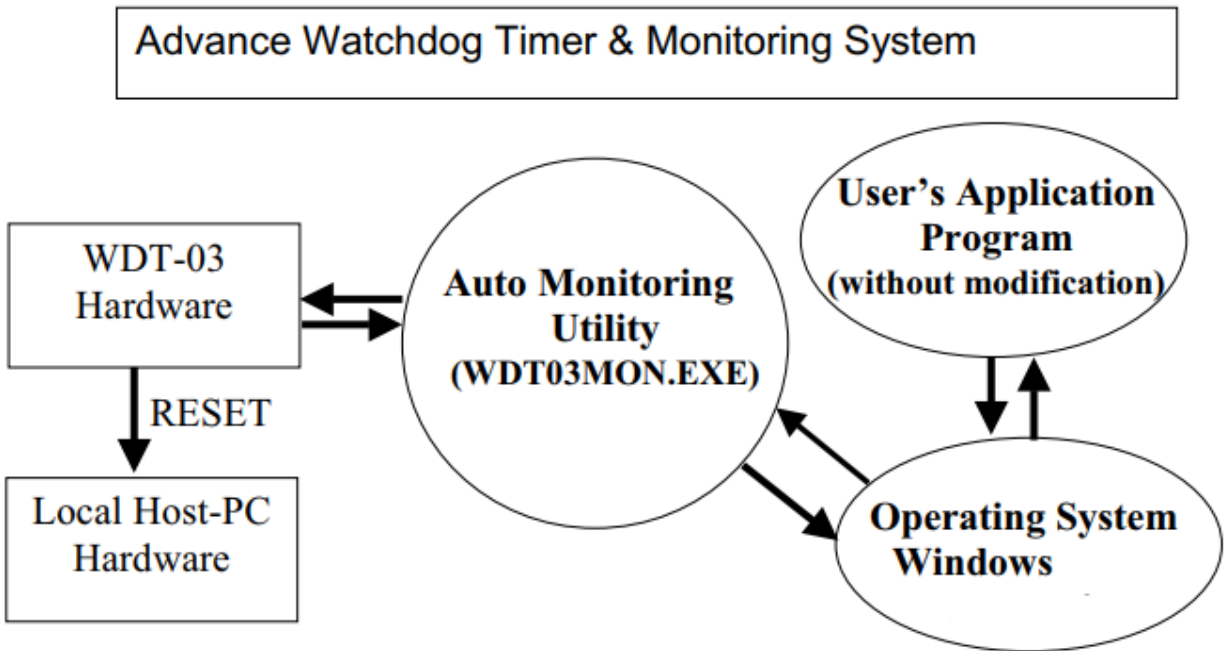 Advance Watchdog Timer & Monitoring System
WDT-03
Hardware
RESET
Local Host-PC
Hardware
Auto Monitoring
Utility
(WDT03MON.EXE)
User’s Application
Program
(without modification)
Operating System
Windows